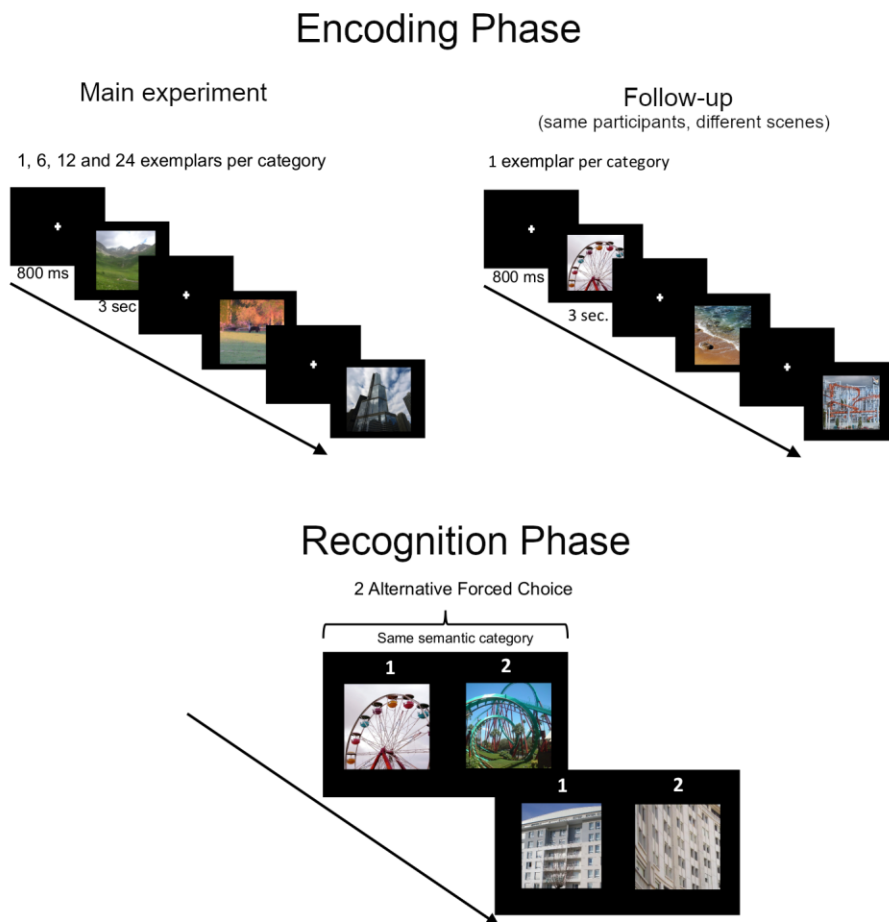 Encoding Phase
Main experiment
1, 6, 12 and 24 exemplars per category
800 ms
3 sec
Follow-up
(same participants, different scenes)
1 exemplar per category
800 ms
3 sec.
Recognition Phase
2 Alternative Forced Choice
Same semantic category
1 2
1 2